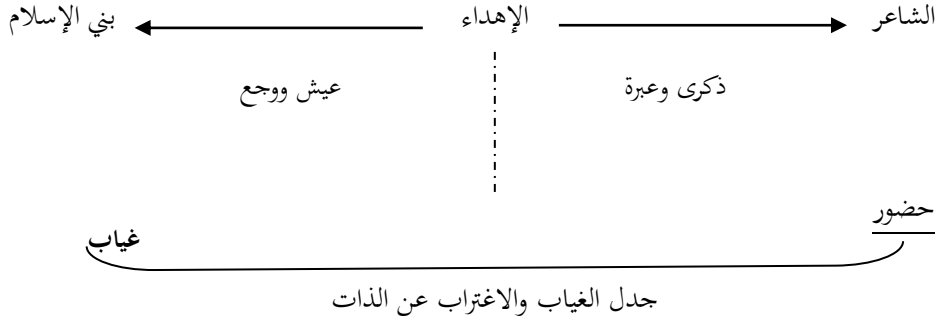 الشاعر الإهداء بني الإسلام
ذكرى وعبرة عيش ووجع
حضور
غياب
جدل الغياب والاغتراب عن الذات